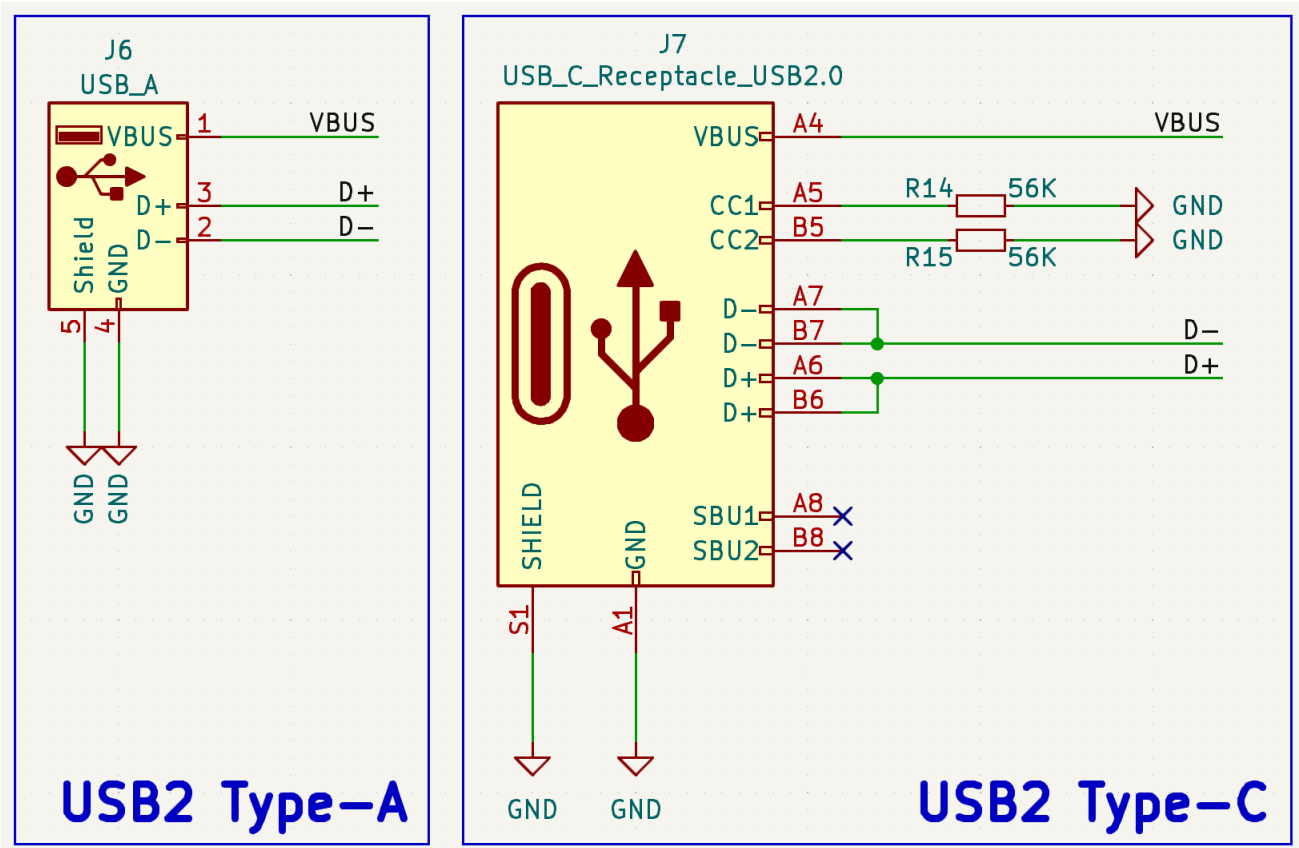 J6
USB_A
VBUS
1
VBUS
D+
3
D+
D-
2
D-
Shield
GND
5
4
GND
GND
USB2 Type-A
J7
USB_C_Receptacle_USB2.0
VBUS
A4
VBUS
CC1
A5
R14
56K
GND
CC2
B5
R15
56K
GND
D-
A7
D-
B7
D-
D+
A6
D+
D+
B6
SBU1
A8
SBU2
B8
SHIELD
GND
S1
A1
GND
GND
USB2 Type-C